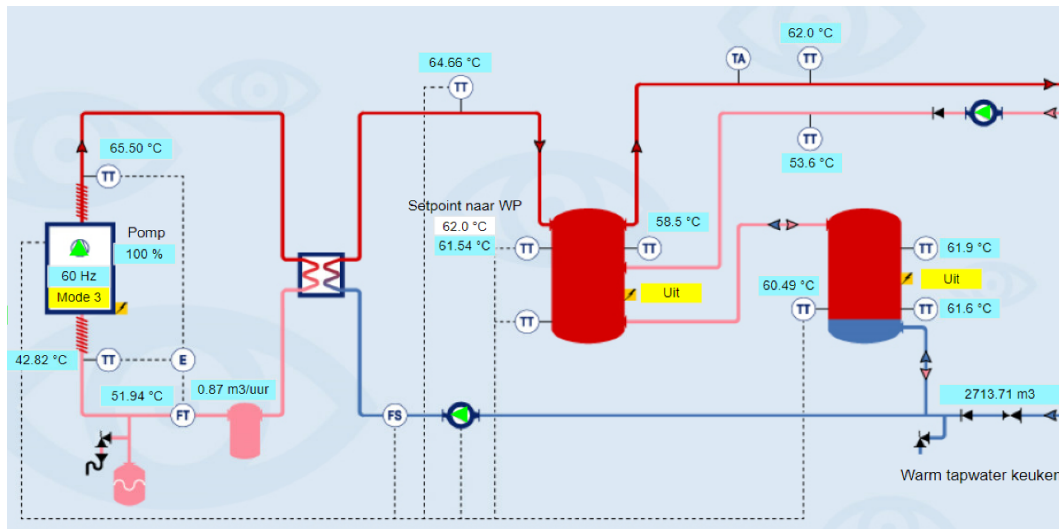 62.0 °C
64.66 °C
TA
TT
TT
65.50 °C
TT
53.6 °C
TT
Setpoint naar WP
62.0 °C
58.5 °C
Pomp
100 %
61.54 °C
TT
TT
TT
61.9 °C
60 Hz
Mode 3
Uit
60.49 °C
Uit
TT
TT
TT
61.6 °C
42.82 °C
TT
E
51.94 °C
0.87 m3/uur
2713.71 m3
FT
FS
Warm tapwater keuken